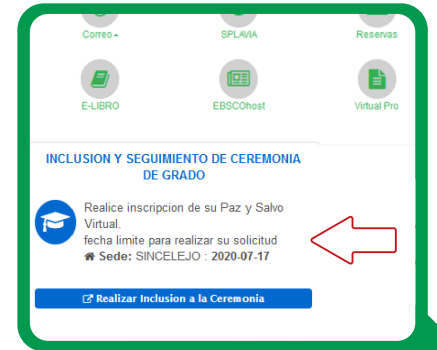 Correo
SPLAVIA
Reservas
E-LIBRO
EBSCOhost
Virtual Pro
INCLUSION Y SEGUIMIENTO DE CEREMONIA
DE GRADO
Realice inscripcion de su Paz y Salvo
Virtual.
fecha limite para realizar su solicitud
Sede: SINCELEJO : 2020-07-17
Realizar Inclusion a la Ceremonia